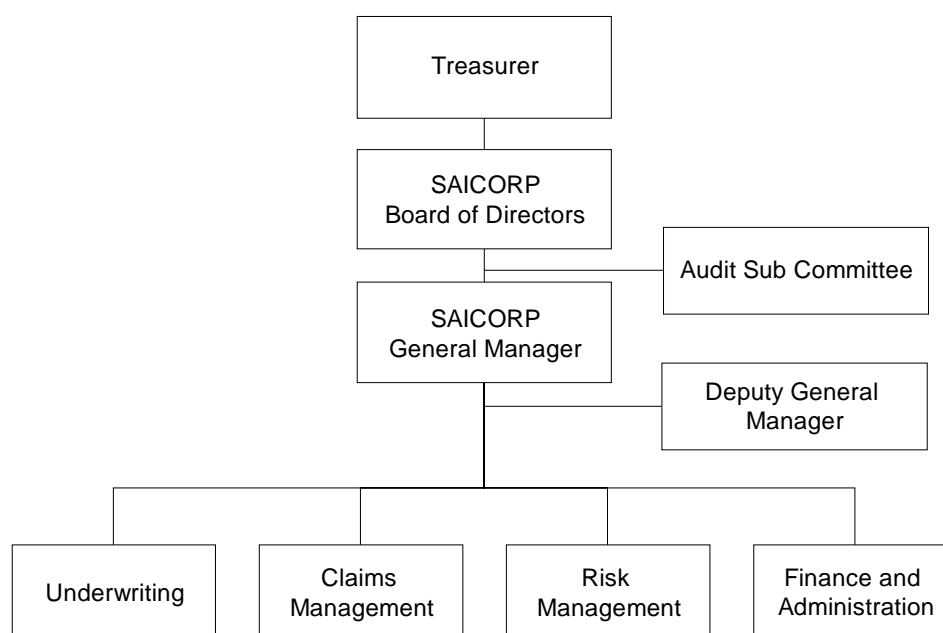 Treasurer
SAICORP
Board of Directors
Audit Sub Committee
SAICORP
General Manager
Deputy General
Manager
Underwriting
Claims
Management
Risk
Management
Finance and
Administration